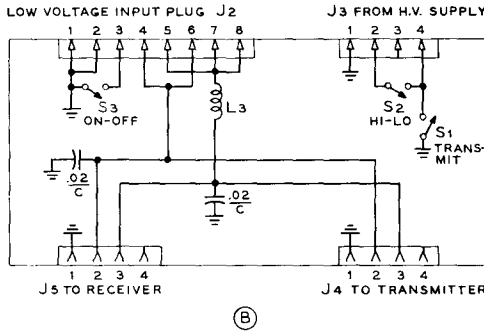 LOW VOLTAGE INPUT PLUG J2
J3 FROM H.V. SUPPLY
1 2 3 4 5 6 7 8
1 2 3 4
S3
ON-OFF
L3
S2
HI-LO
S1
TRANS-
MIT
.02
C
.02
C
1 2 3 4
1 2 3 4
J5 TO RECEIVER
J4 TO TRANSMITTER
B